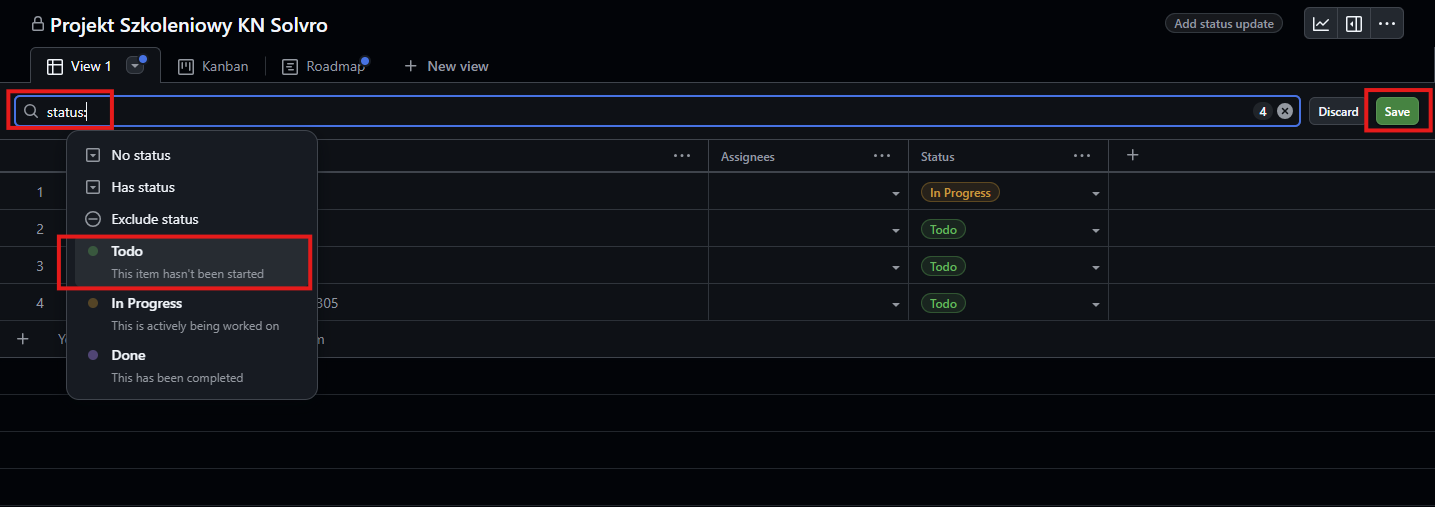 Projekt Szkoleniowy KN Solvro
Add status update
View 1
Kanban
Roadmap
New view
status:
4
Discard
Save
No status
Has status
Exclude status
Todo
This item hasn't been started
In Progress
This is actively being worked on
Done
This has been completed
Assignees
Status
1
In Progress
2
Todo
3
Todo
4
305
Todo